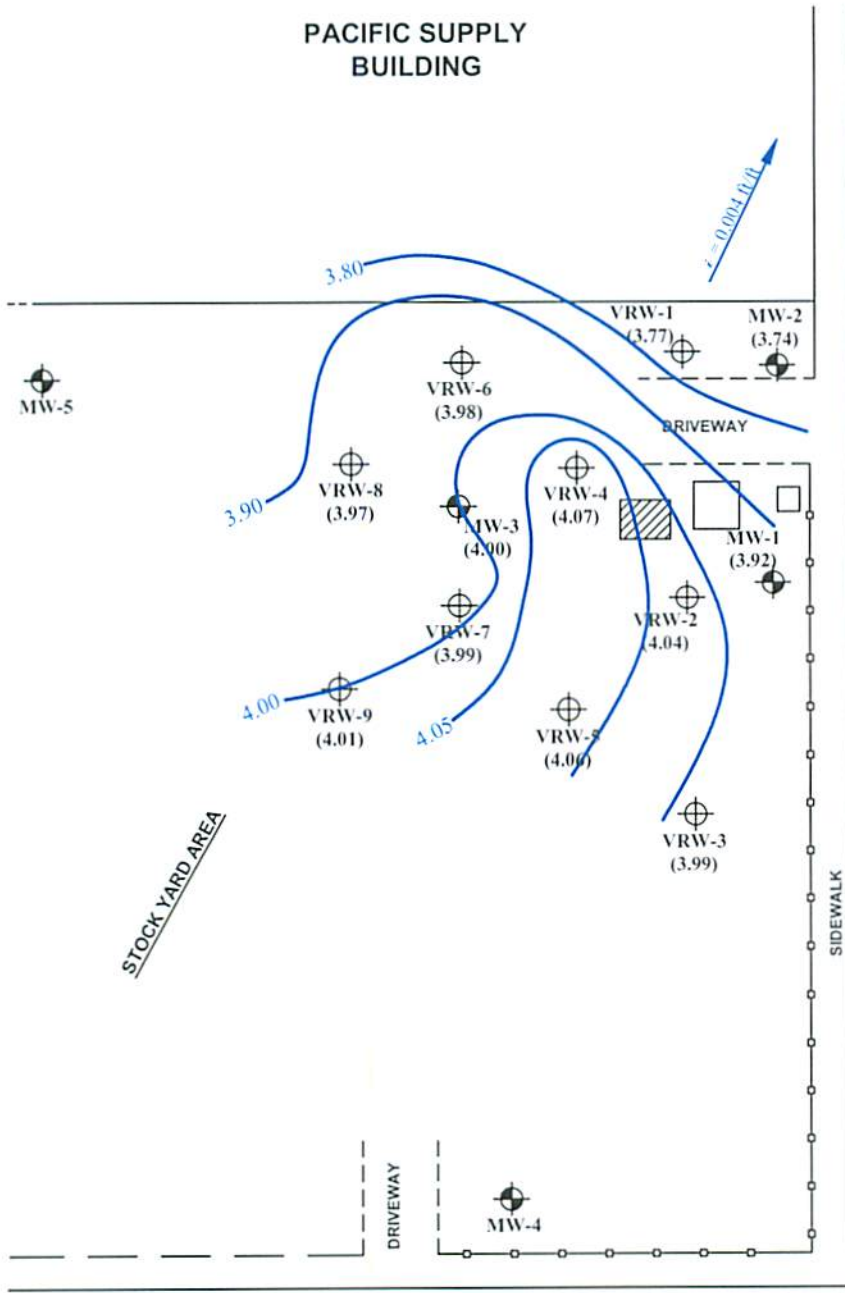 PACIFIC SUPPLY
BUILDING
i = 0.004 ft/ft
3.80
VRW-1
(3.77)
MW-2
(3.74)
MW-5
VRW-6
(3.98)
DRIVEWAY
VRW-8
(3.97)
3.90
MW-3
(4.00)
VRW-4
(4.07)
MW-1
(3.92)
VRW-7
(3.99)
VRW-2
(4.04)
4.00
VRW-9
(4.01)
4.05
VRW-5
(4.06)
VRW-3
(3.99)
STOCK YARD AREA
SIDEWALK
DRIVEWAY
MW-4